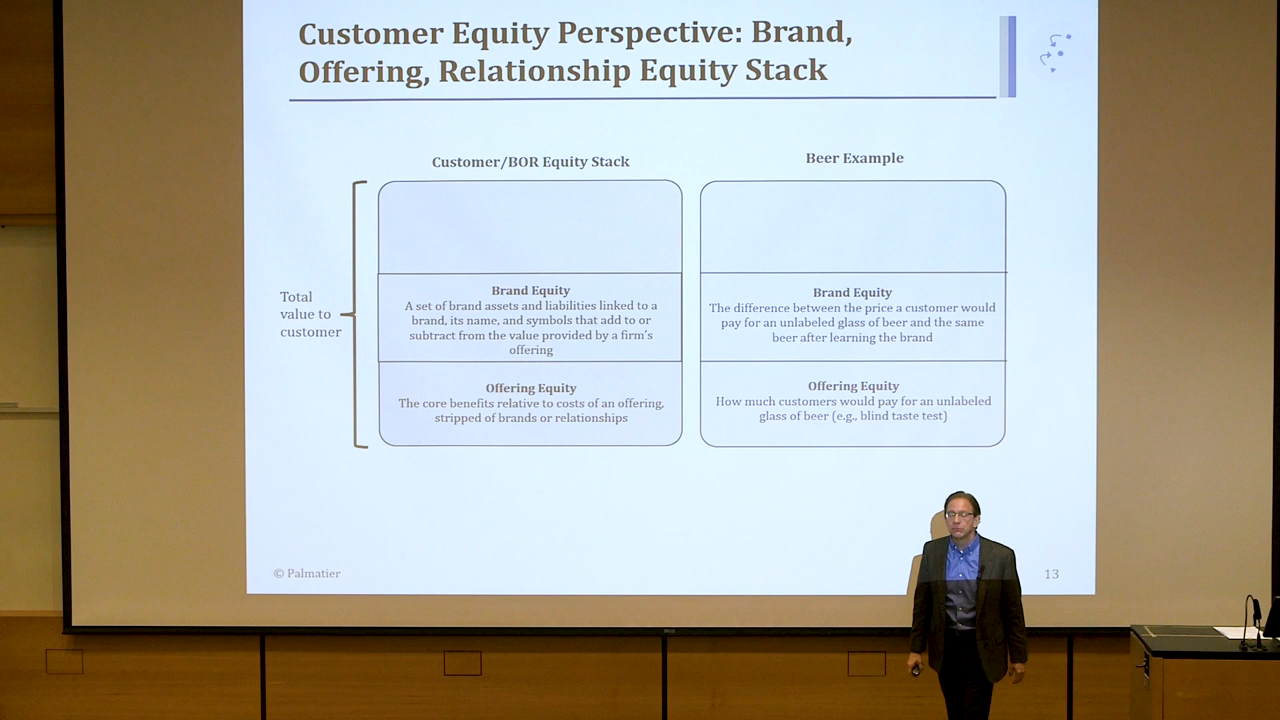 Customer Equity Perspective: Brand,
Offering, Relationship Equity Stack
Customer/BOR Equity Stack
Beer Example
Total
value to
customer
Brand Equity
A set of brand assets and liabilities linked to a
brand, its name, and symbols that add to or
subtract from the value provided by a firm's
offering
Brand Equity
The difference between the price a customer would
pay for an unlabeled glass of beer and the same
beer after learning the brand
Offering Equity
The core benefits relative to costs of an offering,
stripped of brands or relationships
Offering Equity
How much customers would pay for an unlabeled
glass of beer (e.g., blind taste test)
© Palmatier
13